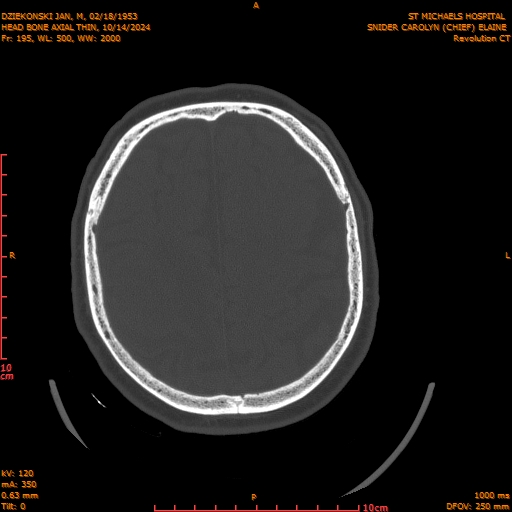 A
DZIEKONSKI JAN, M, 02/18/1953
HEAD BONE AXIAL THIN, 10/14/2024
Fr: 195, WL: 500, WW: 2000
ST MICHAELS HOSPITAL
SNIDER CAROLYN (CHIEF) ELAINE
Revolution CT
R
L
10
cm
kV: 120
mA: 350
0.63 mm
Tilt: 0
P
10cm
1000 ms
DFOV: 250 mm